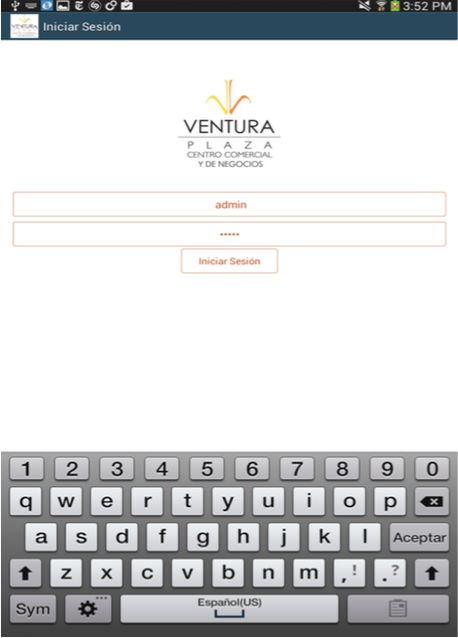 3:52 PM
Iniciar Sesión
VENTURA
PLAZA
CENTRO COMERCIAL
Y DE NEGOCIOS
admin
•••••
Iniciar Sesión
1 2 3 4 5 6 7 8 9 0
q w e r t y u i o p
a s d f g h j k l Aceptar
z x c v b n m , ! . ?
Sym ... Español(US)